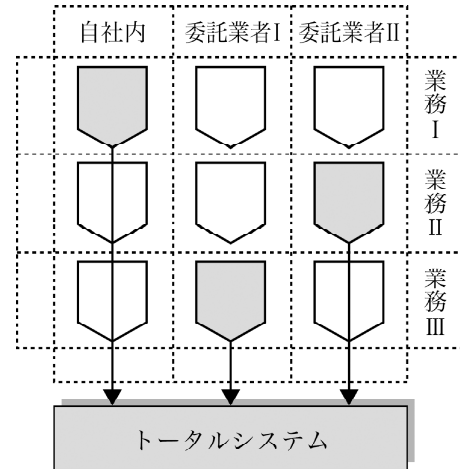 自社内
委託業者Ⅰ
委託業者Ⅱ
業務Ⅰ
業務Ⅱ
業務Ⅲ
トータルシステム